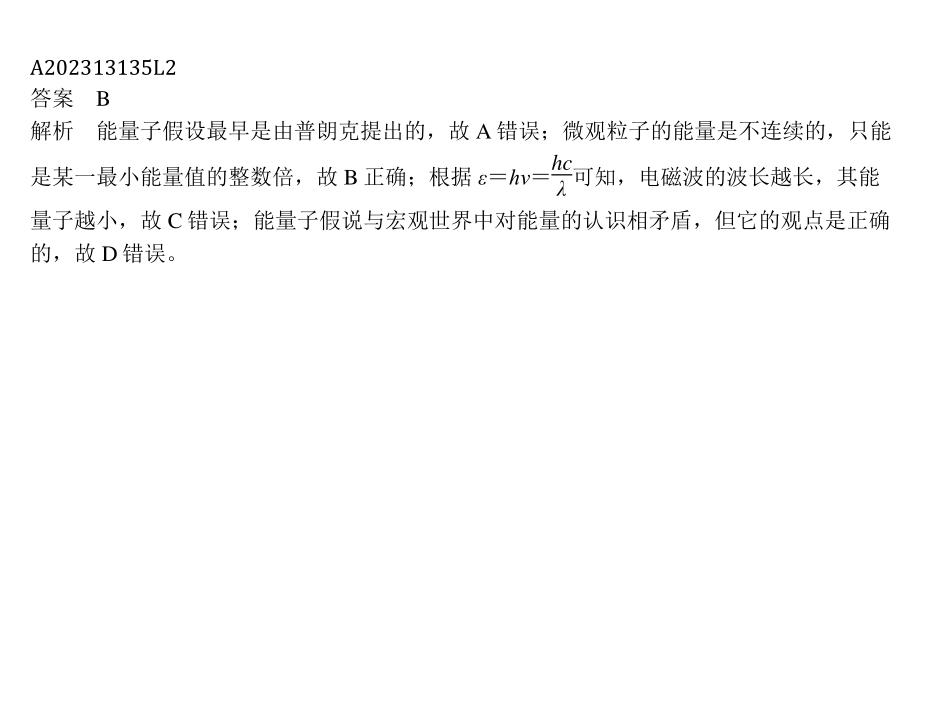 A202313135L2
答案 B
解析 能量子假设最早是由普朗克提出的，故 A 错误；微观粒子的能量是不连续的，只能
是某一最小能量值的整数倍，故 B 正确；根据 ε＝hν＝hc/λ可知，电磁波的波长越长，其能
量子越小，故 C 错误；能量子假说与宏观世界中对能量的认识相矛盾，但它的观点是正确
的，故 D 错误。